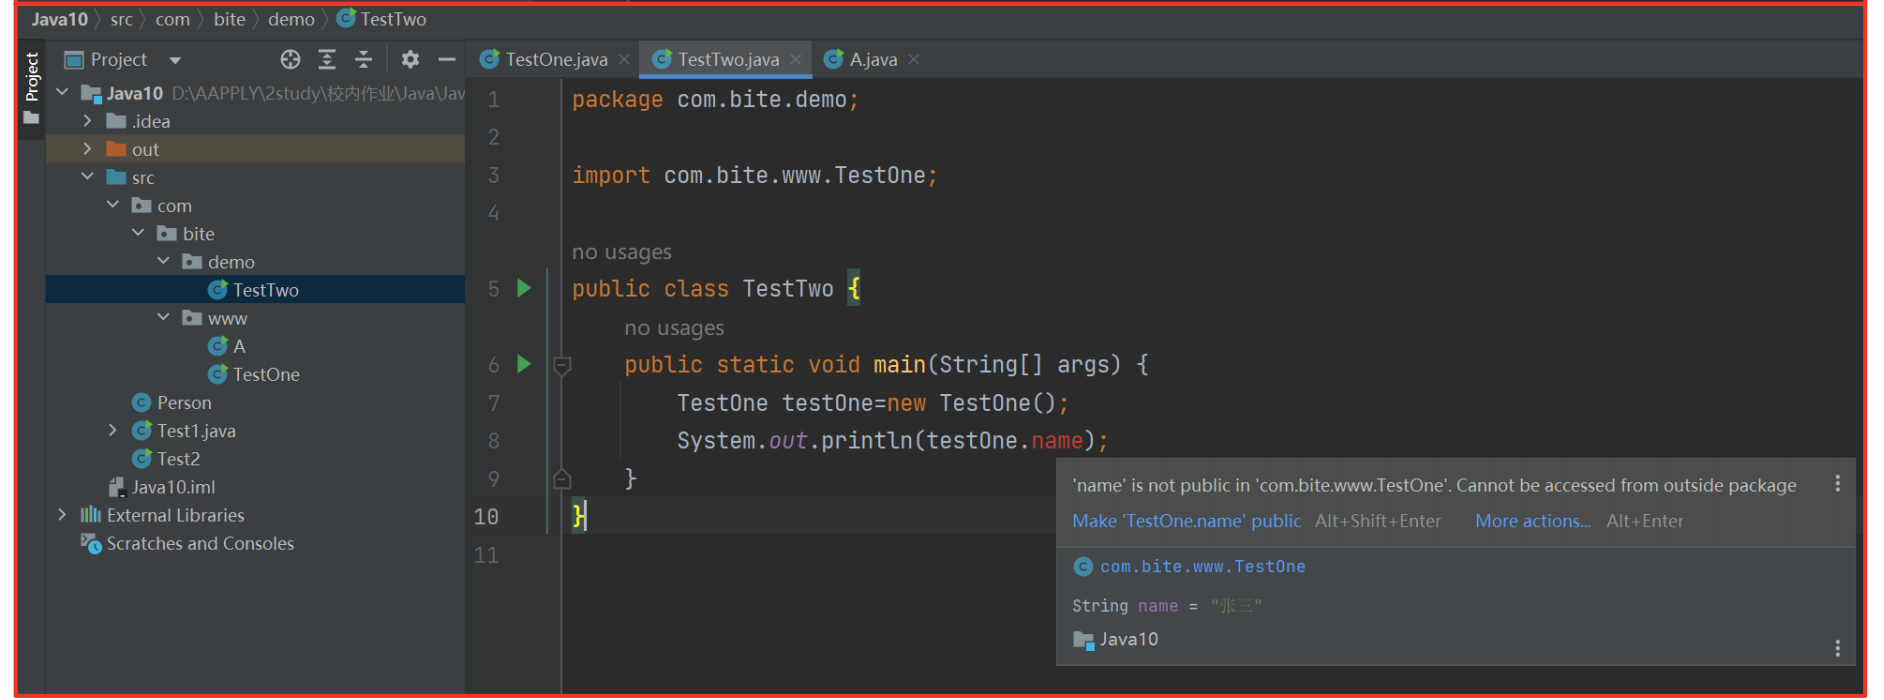 Java10 〉 src 〉 com 〉 bite 〉 demo 〉 TestTwo
Project
Project
TestOne.java
TestTwo.java
A.java
Java10 D:\AAPPLY\2study\校内作业\Java\Jav
.idea
out
src
com
bite
demo
TestTwo
www
A
TestOne
Person
Test1.java
Test2
Java10.iml
External Libraries
Scratches and Consoles
1 package com.bite.demo;
2
3 import com.bite.www.TestOne;
4
no usages
5 public class TestTwo {
no usages
6 public static void main(String[] args) {
7 TestOne testOne=new TestOne();
8 System.out.println(testOne.name);
9 }
10 }
11
'name' is not public in 'com.bite.www.TestOne'. Cannot be accessed from outside package
Make 'TestOne.name' public Alt+Shift+Enter More actions... Alt+Enter
com.bite.www.TestOne
String name = "张三"
Java10